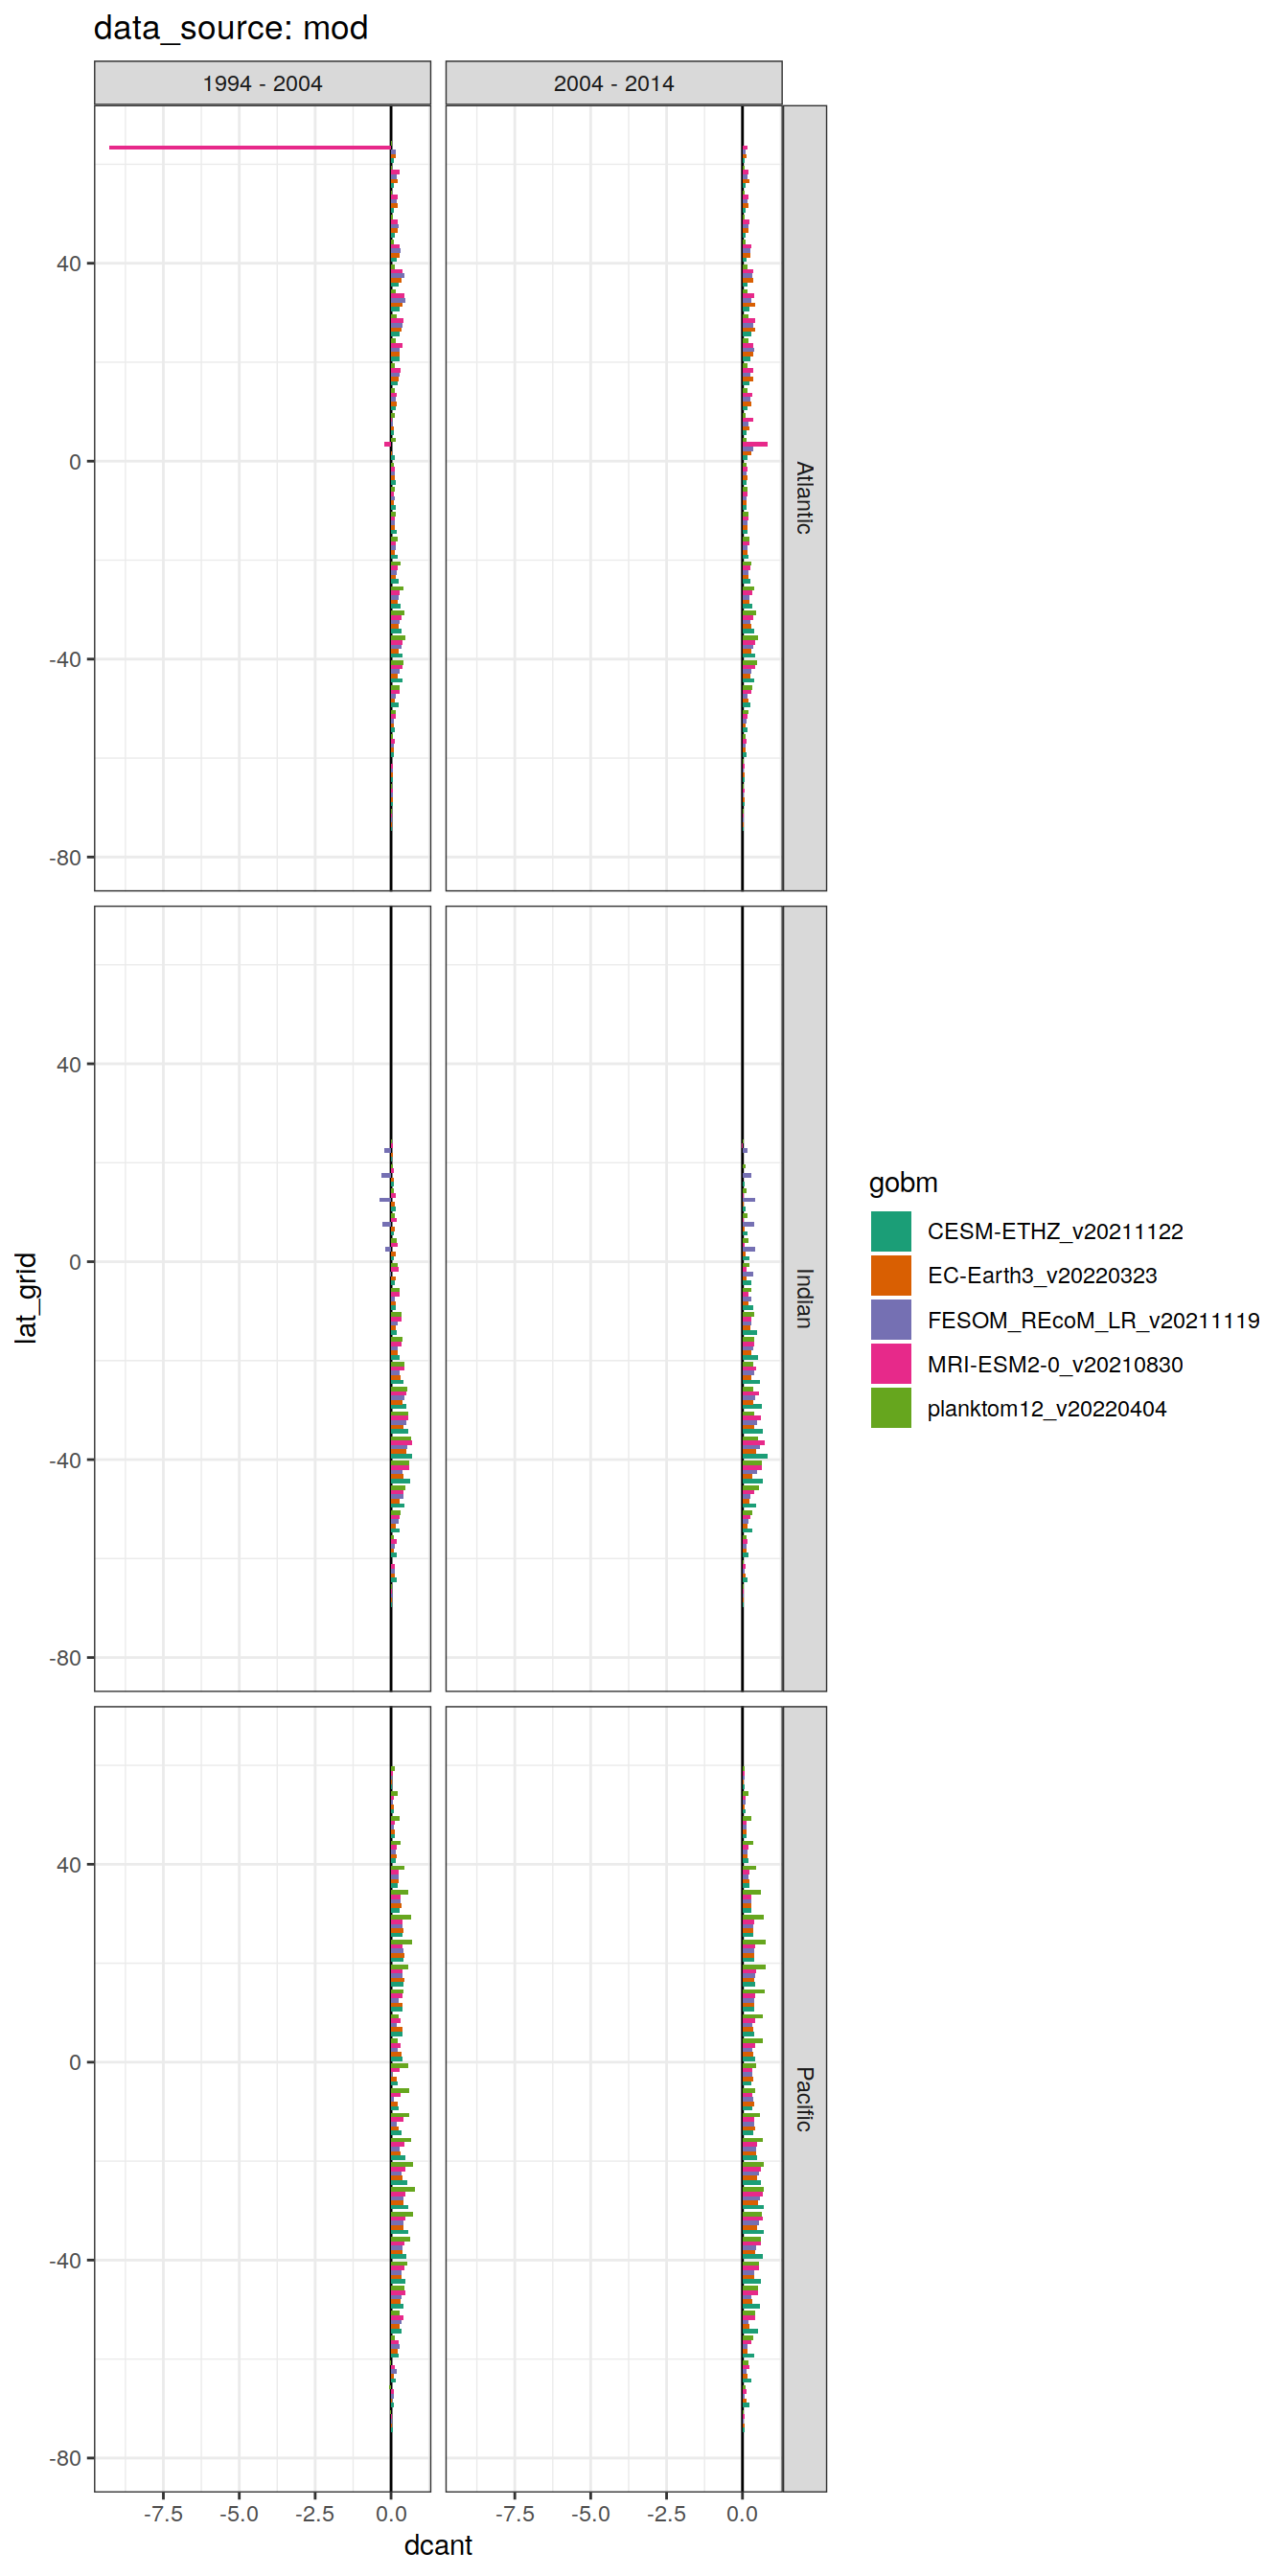 data_source: mod
1994 - 2004
2004 - 2014
40
0
-40
-80
Atlantic
40
0
-40
-80
Indian
40
0
-40
-80
Pacific
lat_grid
-7.5 -5.0 -2.5 0.0
-7.5 -5.0 -2.5 0.0
dcant
gobm
CESM-ETHZ_v20211122
EC-Earth3_v20220323
FESOM_REcoM_LR_v20211119
MRI-ESM2-0_v20210830
planktom12_v20220404